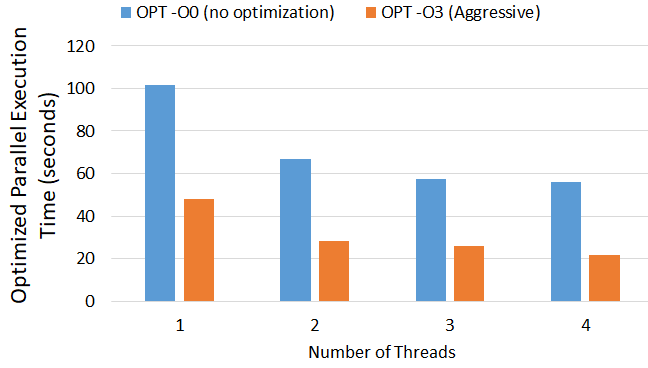 OPT -O0 (no optimization) OPT -O3 (Aggressive)
Optimized Parallel Execution
Time (seconds)
120
100
80
60
40
20
0
1 2 3 4
Number of Threads